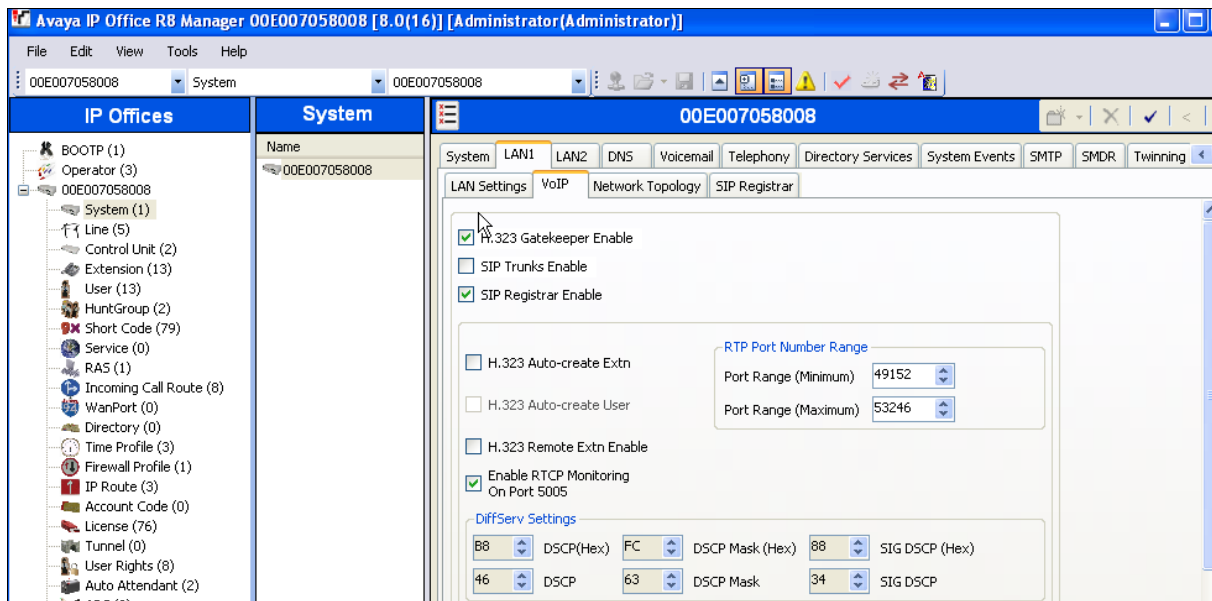 Avaya IP Office R8 Manager 00E007058008 [8.0(16)] [Administrator(Administrator)]
File Edit View Tools Help
00E007058008 System 00E007058008
IP Offices
BOOTP (1)
Operator (3)
00E007058008
System (1)
Line (5)
Control Unit (2)
Extension (13)
User (13)
HuntGroup (2)
Short Code (79)
Service (0)
RAS (1)
Incoming Call Route (8)
WanPort (0)
Directory (0)
Time Profile (3)
Firewall Profile (1)
IP Route (3)
Account Code (0)
License (76)
Tunnel (0)
User Rights (8)
Auto Attendant (2)
System
Name
00E007058008
00E007058008
System LAN1 LAN2 DNS Voicemail Telephony Directory Services System Events SMTP SMDR Twinning
LAN Settings VoIP Network Topology SIP Registrar
H.323 Gatekeeper Enable
SIP Trunks Enable
SIP Registrar Enable
H.323 Auto-create Extn
H.323 Auto-create User
H.323 Remote Extn Enable
Enable RTCP Monitoring
On Port 5005
RTP Port Number Range
Port Range (Minimum) 49152
Port Range (Maximum) 53246
DiffServ Settings
B8 DSCP(Hex) FC DSCP Mask (Hex) 88 SIG DSCP (Hex)
46 DSCP 63 DSCP Mask 34 SIG DSCP